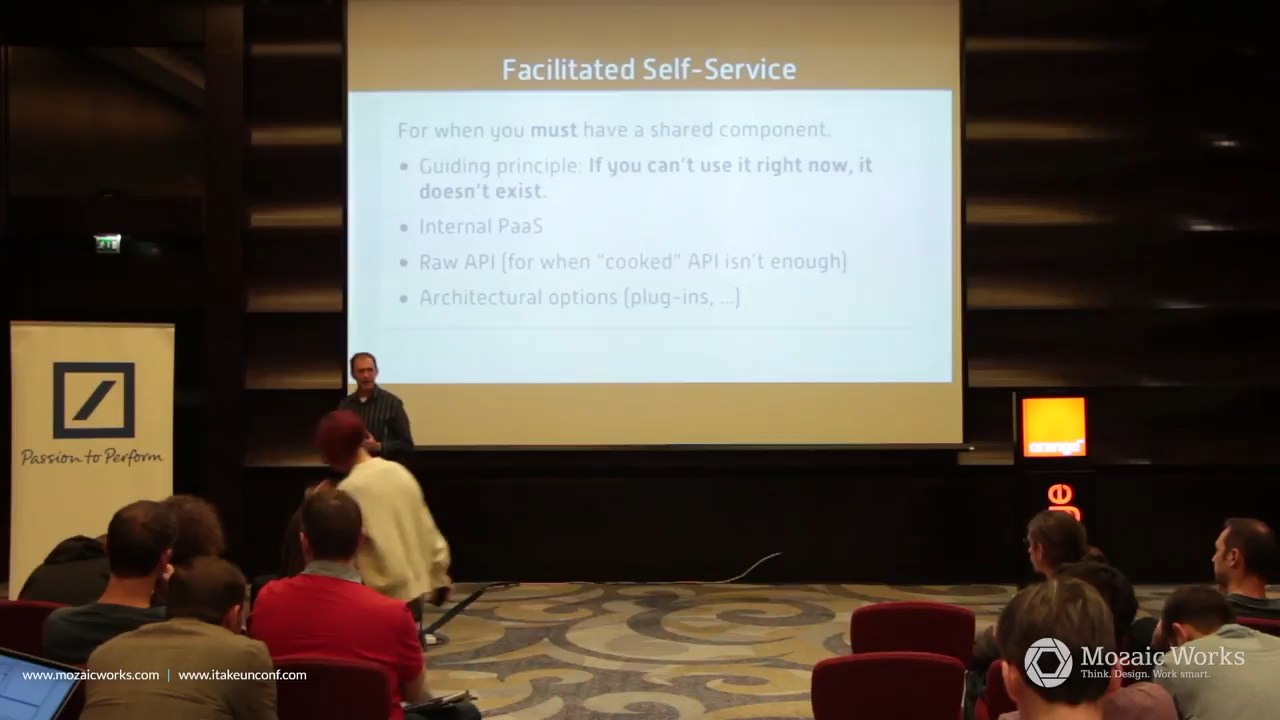 Facilitated Self-Service
For when you must have a shared component.
• Guiding principle: If you can't use it right now, it
doesn't exist.
• Internal PaaS
• Raw API (for when "cooked" API isn't enough)
• Architectural options (plug-ins, ...)
Passion to Perform
orange™
www.mozaicworks.com | www.itakeunconf.com
Mozaic Works
Think. Design. Work smart.